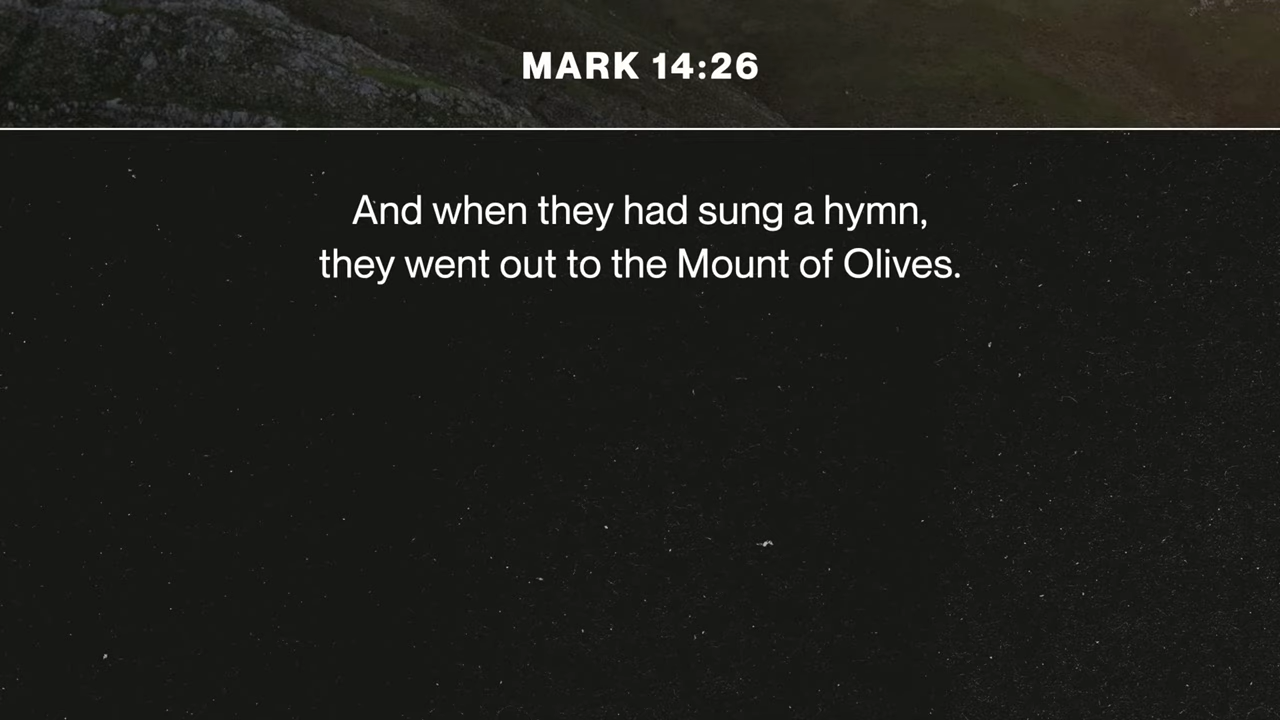 MARK 14:26
And when they had sung a hymn,
they went out to the Mount of Olives.